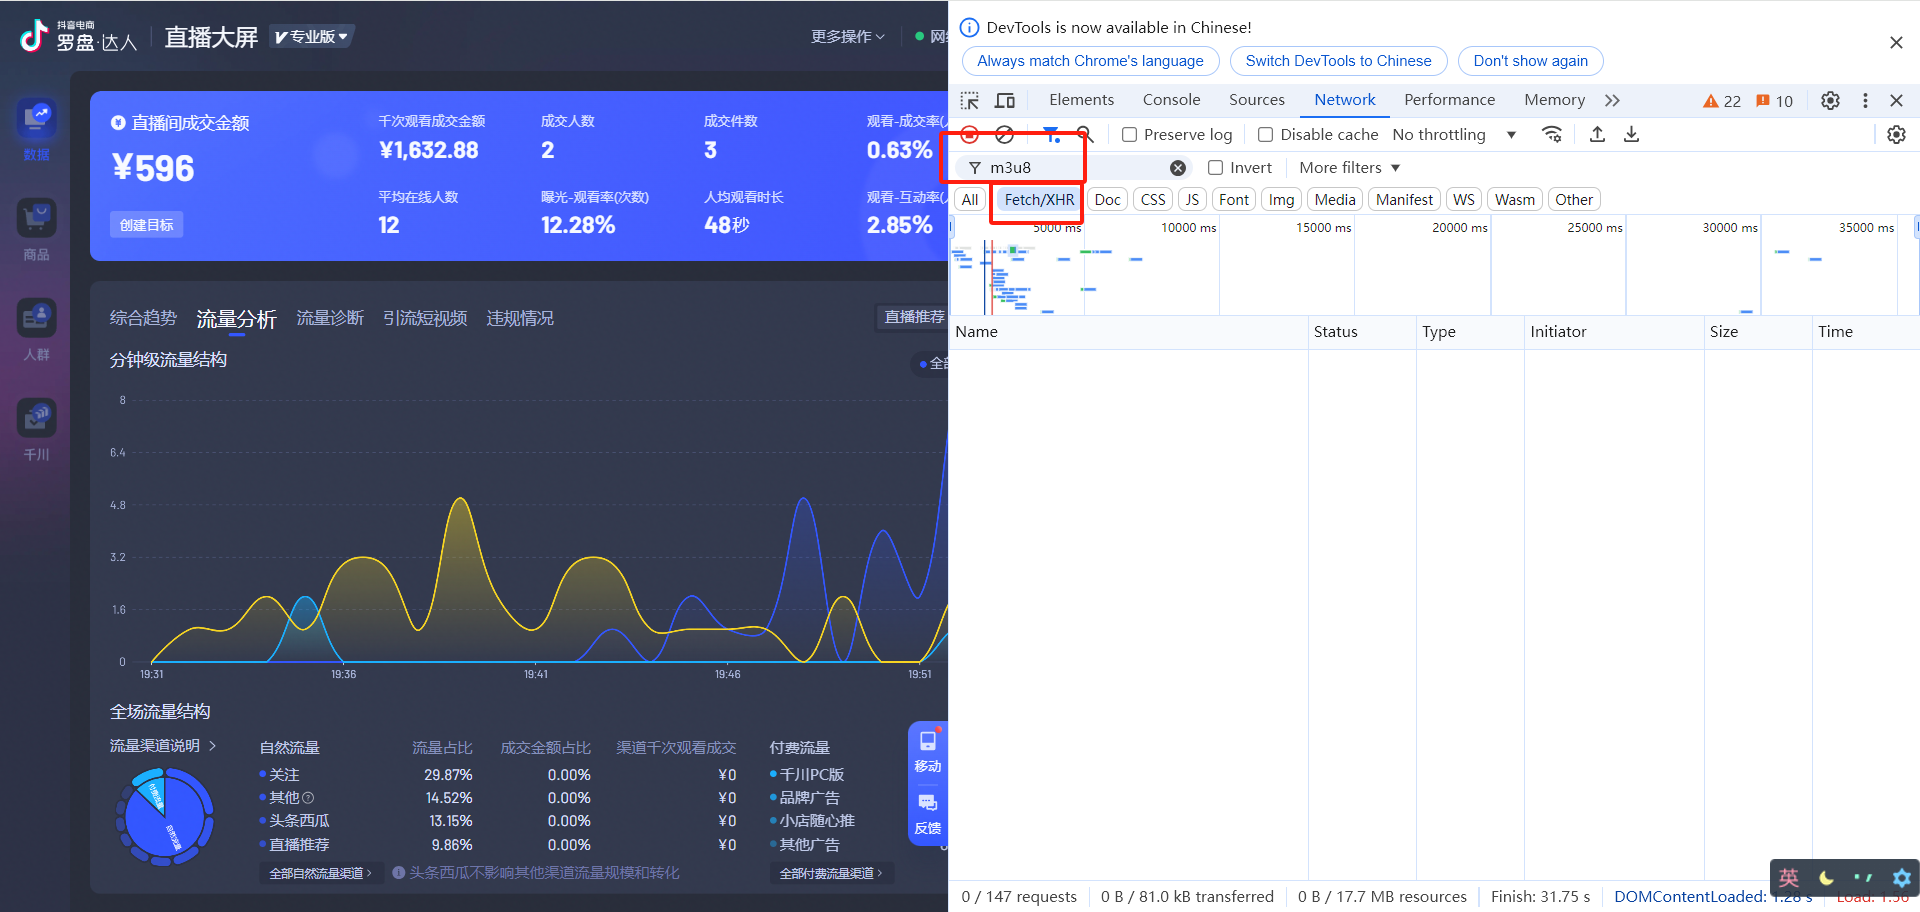 抖音电商
罗盘·达人
直播大屏
专业版
更多操作
数据
商品
人群
千川
直播间成交金额
¥596
创建目标
千次观看成交金额
¥1,632.88
成交人数
2
成交件数
3
观看-成交率(
0.63%
平均在线人数
12
曝光-观看率(次数)
12.28%
人均观看时长
48秒
观看-互动率(
2.85%
综合趋势
流量分析
流量诊断
引流短视频
违规情况
直播推荐
分钟级流量结构
8
6.4
4.8
3.2
1.6
0
19:31
19:36
19:41
19:46
19:51
全场流量结构
流量渠道说明
自然流量
流量占比
成交金额占比
渠道千次观看成交
付费流量
关注 29.87% 0.00% ¥0 千川PC版
其他 14.52% 0.00% ¥0 品牌广告
头条西瓜 13.15% 0.00% ¥0 小店随心推
直播推荐 9.86% 0.00% ¥0 其他广告
全部自然流量渠道
头条西瓜不影响其他渠道流量规模和转化
全部付费流量渠道
移动
反馈
DevTools is now available in Chinese!
Always match Chrome's language
Switch DevTools to Chinese
Don't show again
Elements
Console
Sources
Network
Performance
Memory
22
10
Preserve log
Disable cache
No throttling
m3u8
Invert
More filters
All
Fetch/XHR
Doc
CSS
JS
Font
Img
Media
Manifest
WS
Wasm
Other
5000 ms
10000 ms
15000 ms
20000 ms
25000 ms
30000 ms
35000 ms
Name
Status
Type
Initiator
Size
Time
0 / 147 requests
0 B / 81.0 kB transferred
0 B / 17.7 MB resources
Finish: 31.75 s
DOMContentLoaded: 1.28 s
Load: 1.56
英